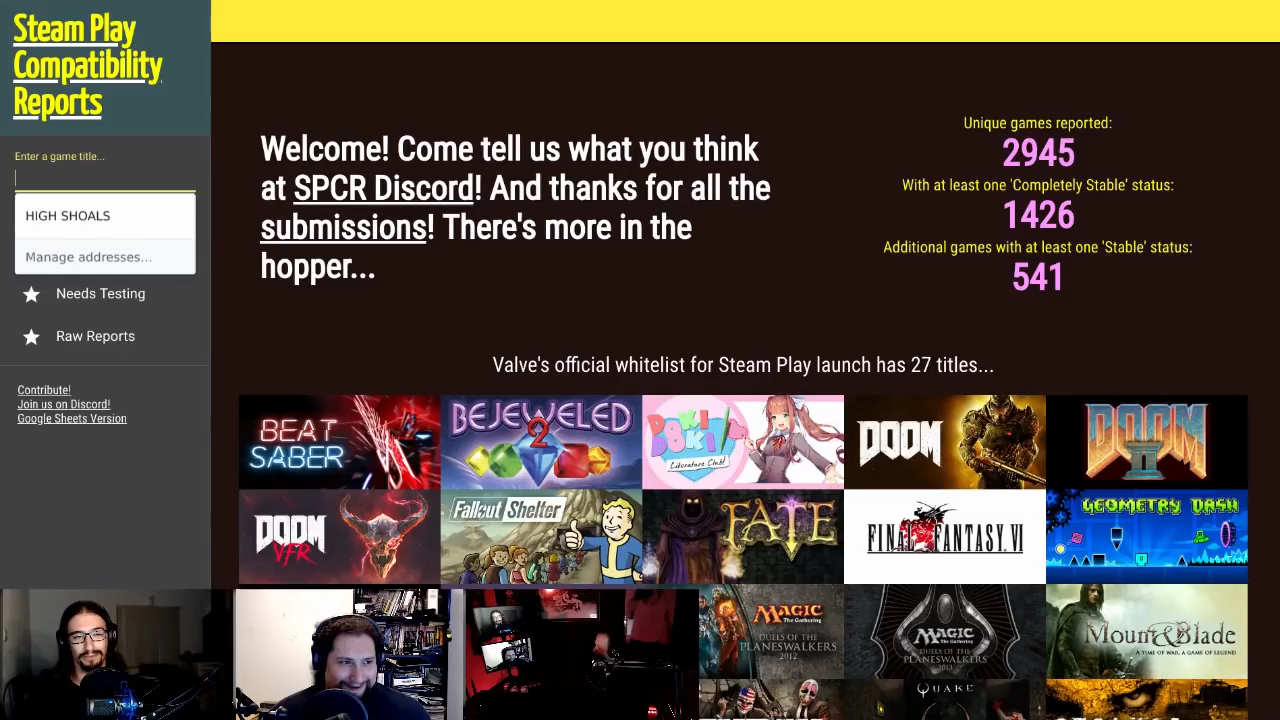 Steam Play
Compatibility
Reports
Enter a game title...
HIGH SHOALS
Manage addresses...
Needs Testing
Raw Reports
Contribute!
Join us on Discord!
Google Sheets Version
Welcome! Come tell us what you think
at SPCR Discord! And thanks for all the
submissions! There's more in the
hopper...
Unique games reported:
2945
With at least one 'Completely Stable' status:
1426
Additional games with at least one 'Stable' status:
541
Valve's official whitelist for Steam Play launch has 27 titles...
BEAT
SABER
BEJEWELED
2
DOKI
DOKI
Literature Club!
DOOM
DOOM
II
DOOM
VFR
Fallout Shelter
FATE
FINAL FANTASY VI
GEOMETRY DASH
MAGIC
The Gathering
DUELS OF THE
PLANESWALKERS
2012
MAGIC
The Gathering
DUELS OF THE
PLANESWALKERS
2013
Mount&Blade
A TIME OF WAR, A GAME OF LEGEND
QUAKE